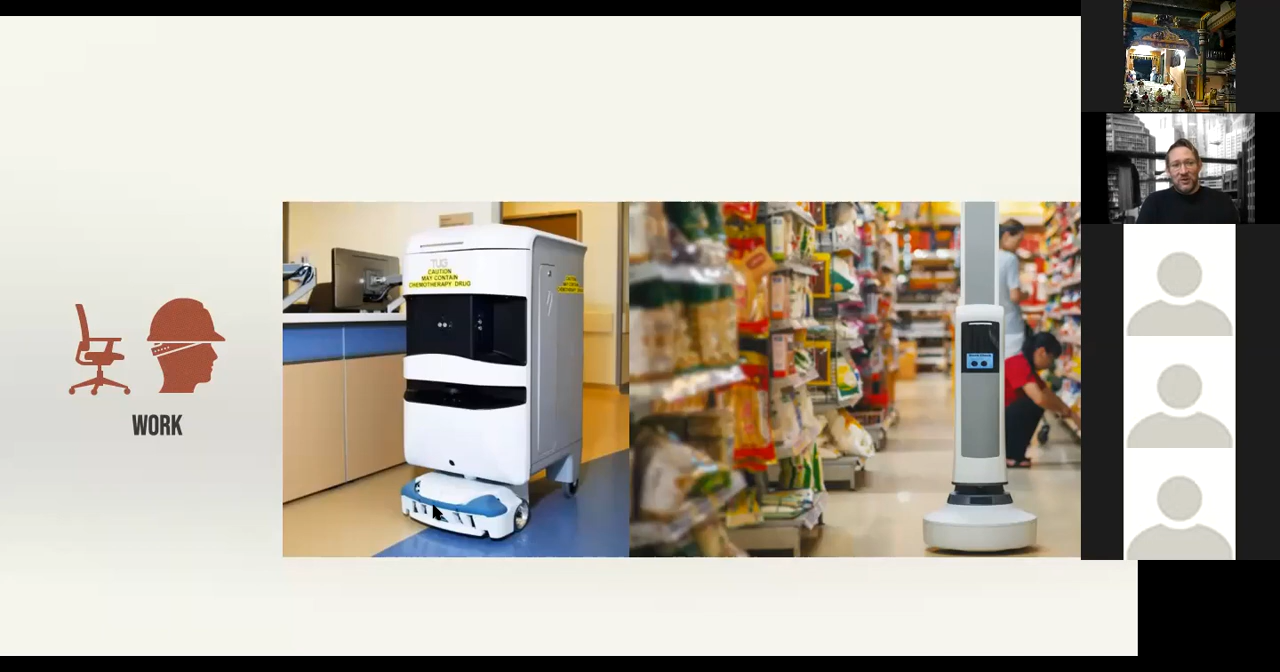 WORK
TUG
CAUTION
MAY CONTAIN
CHEMOTHERAPY DRUG